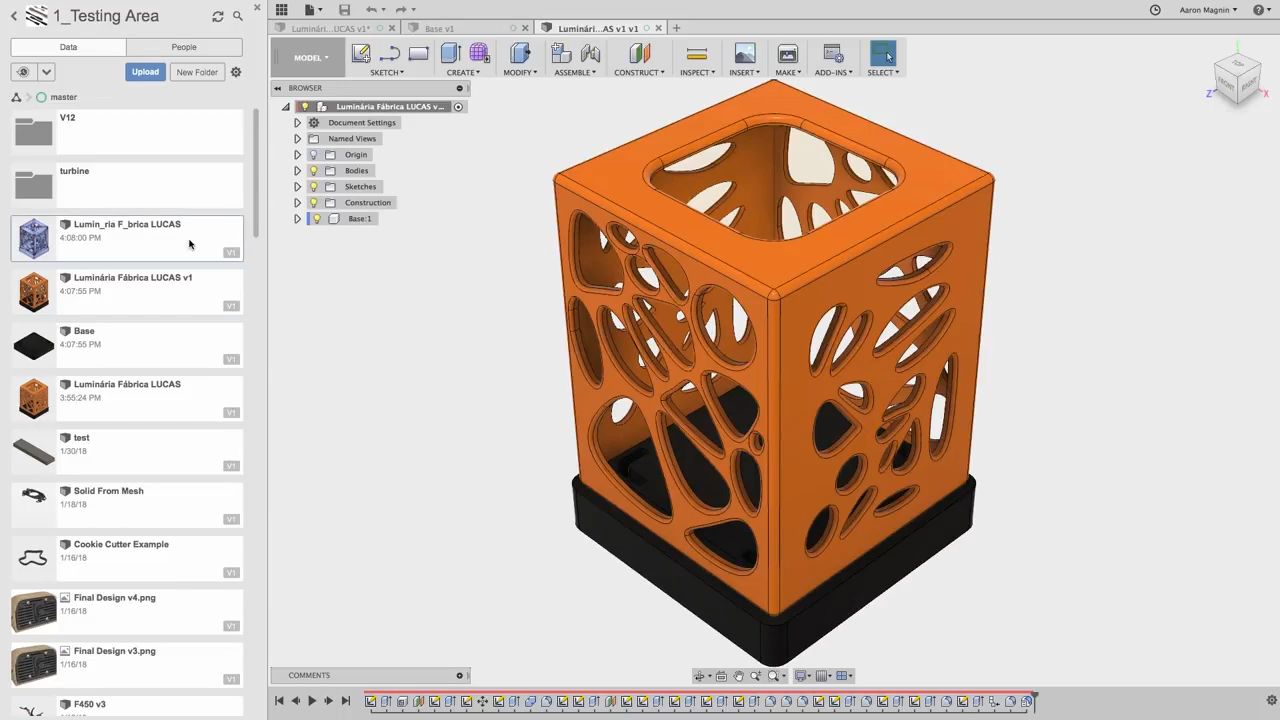 1_Testing Area
Data
People
Upload
New Folder
master
V12
turbine
Lumin_ria F_brica LUCAS
4:08:00 PM
V1
Luminária Fábrica LUCAS v1
4:07:55 PM
V1
Base
4:07:55 PM
V1
Luminária Fábrica LUCAS
3:55:24 PM
V1
test
1/30/18
V1
Solid From Mesh
1/18/18
V1
Cookie Cutter Example
1/16/18
V1
Final Design v4.png
1/16/18
V1
Final Design v3.png
1/16/18
V1
F450 v3
Aaron Magnin
Luminári...UCAS v1*
Base v1
Luminári...AS v1 v1
MODEL
SKETCH
CREATE
MODIFY
ASSEMBLE
CONSTRUCT
INSPECT
INSERT
MAKE
ADD-INS
SELECT
BROWSER
Luminária Fábrica LUCAS v...
Document Settings
Named Views
Origin
Bodies
Sketches
Construction
Base:1
TOP
FRONT
RIGHT
Y
Z
X
COMMENTS